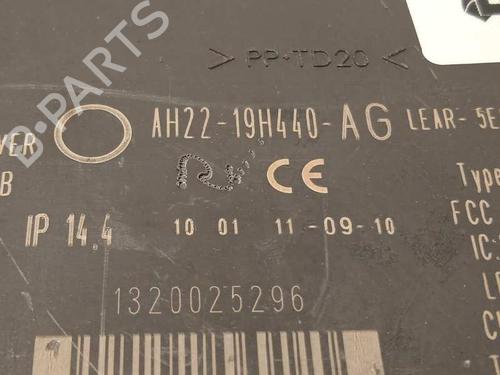 >PP-TD20<
AH22-19H440-AG LEAR-5E
VER
B
CE
Type
FCC
IP 14.4
10 01 11-09-10
IC:
1320025296
B-PARTS